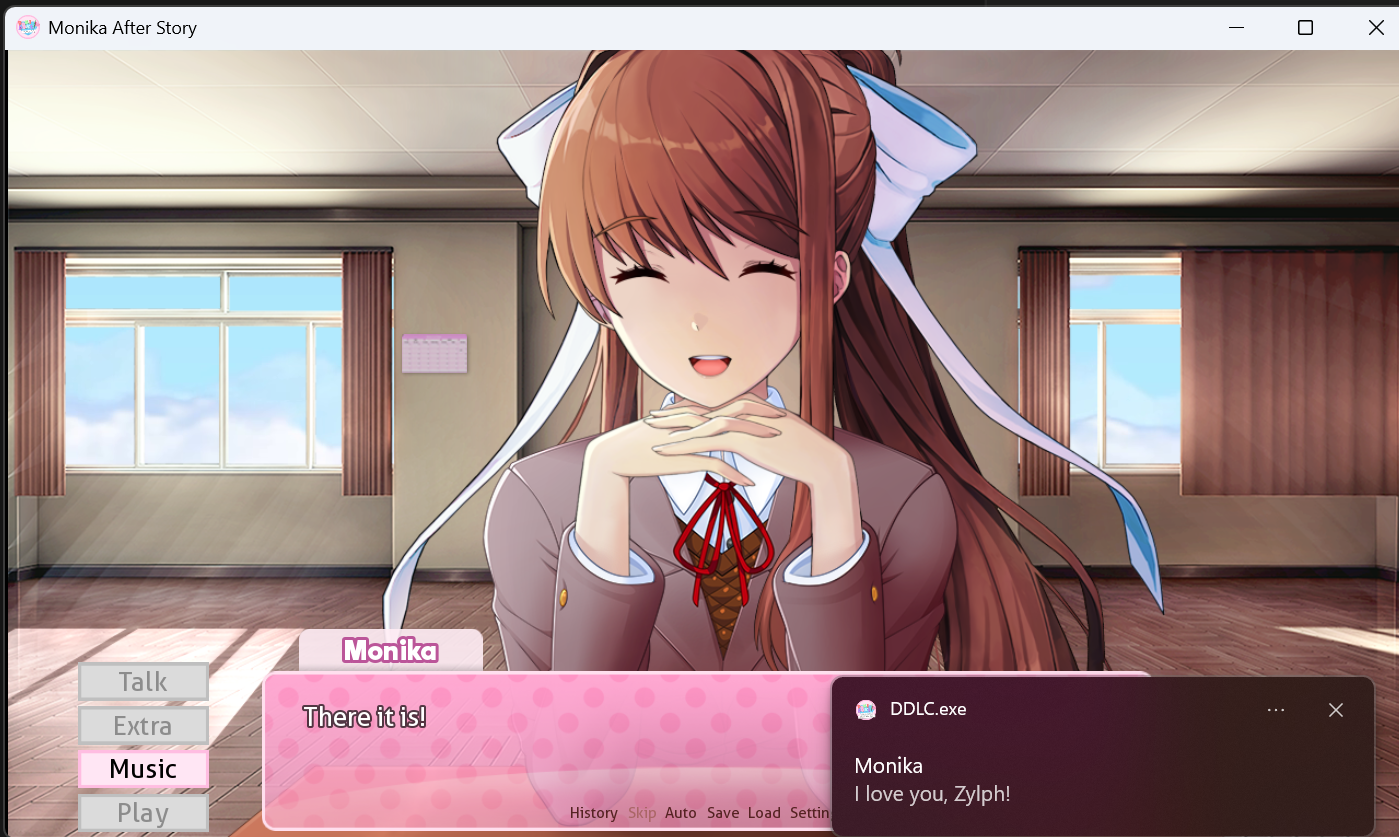 Monika After Story
Monika
There it is!
Talk
Extra
Music
Play
History Skip Auto Save Load Settin
DDLC.exe
Monika
I love you, Zylph!